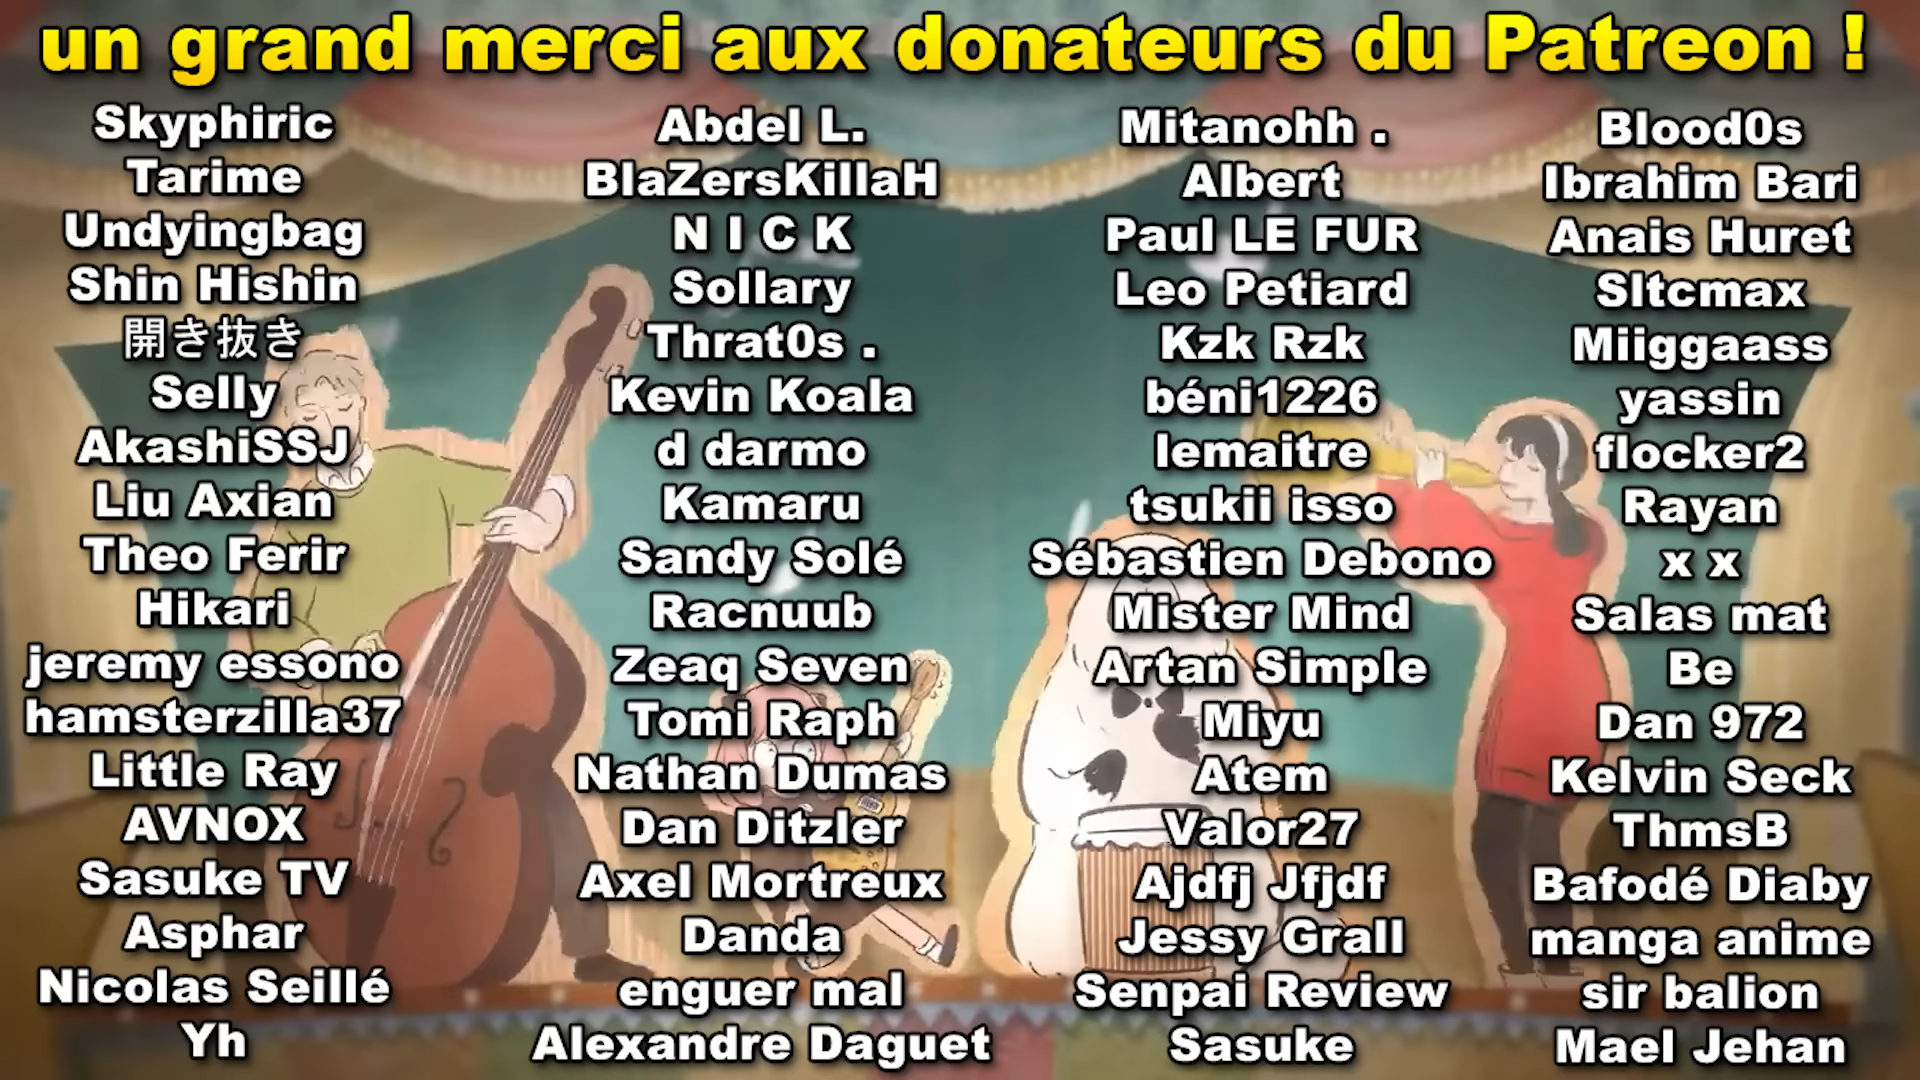 un grand merci aux donateurs du Patreon !
Skyphiric
Tarime
Undyingbag
Shin Hishin
開き抜き
Selly
AkashiSSJ
Liu Axian
Theo Ferir
Hikari
jeremy essono
hamsterzilla37
Little Ray
AVNOX
Sasuke TV
Asphar
Nicolas Seillé
Yh
Abdel L.
BlaZersKillaH
N I C K
Sollary
Thrat0s .
Kevin Koala
d darmo
Kamaru
Sandy Solé
Racnuub
Zeaq Seven
Tomi Raph
Nathan Dumas
Dan Ditzler
Axel Mortreux
Danda
enguer mal
Alexandre Daguet
Mitanohh .
Albert
Paul LE FUR
Leo Petiard
Kzk Rzk
béni1226
lemaitre
tsukii isso
Sébastien Debono
Mister Mind
Artan Simple
Miyu
Atem
Valor27
Ajdfj Jfjdf
Jessy Grall
Senpai Review
Sasuke
Blood0s
Ibrahim Bari
Anais Huret
Sltcmax
Miiggaass
yassin
flocker2
Rayan
x x
Salas mat
Be
Dan 972
Kelvin Seck
ThmsB
Bafodé Diaby
manga anime
sir balion
Mael Jehan